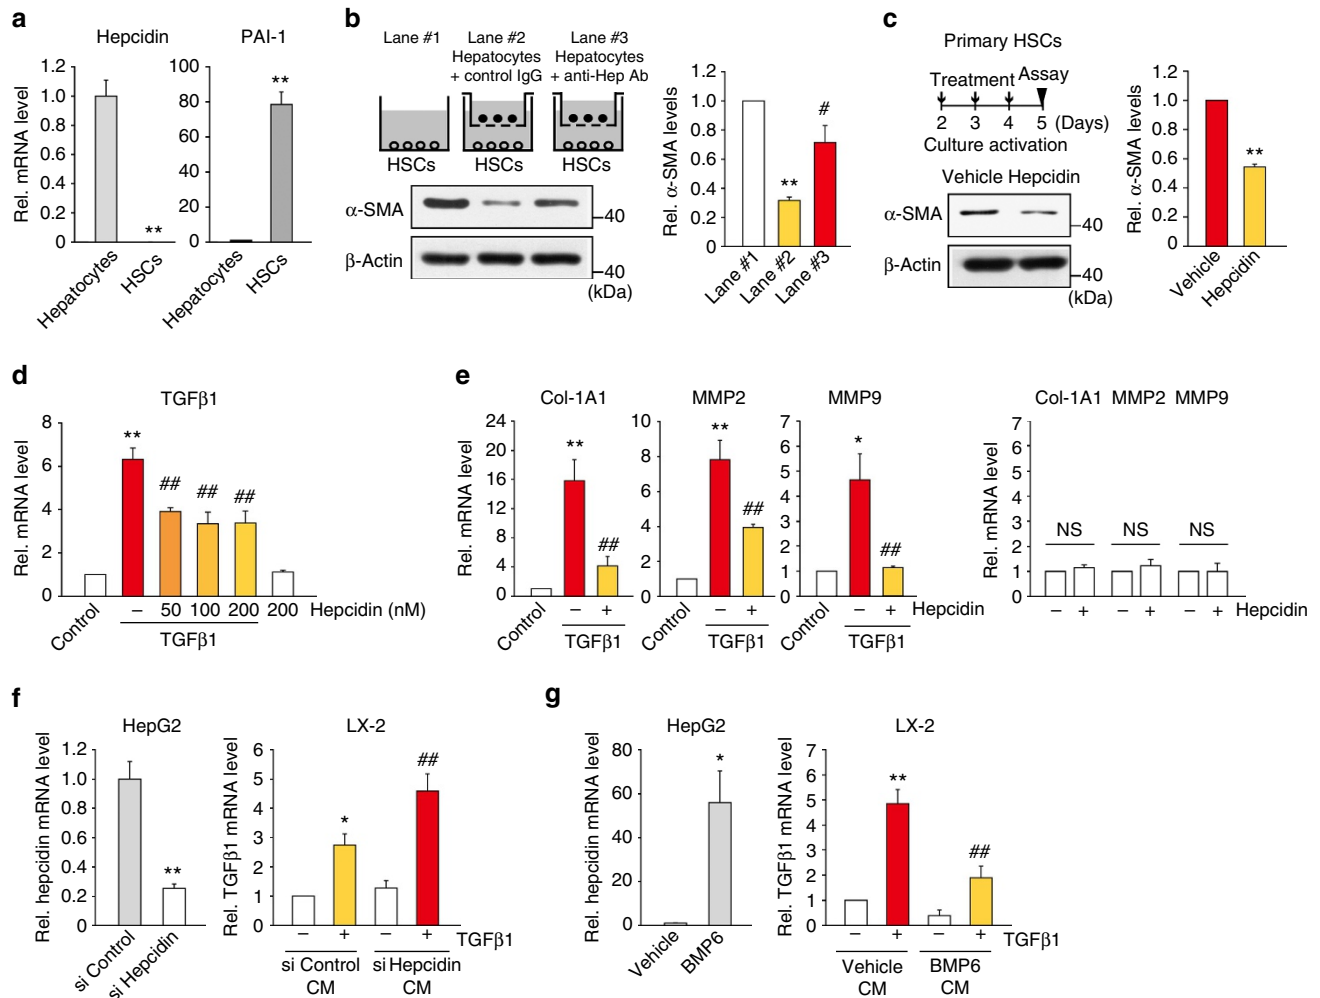 a
Hepcidin
PAI-1
Rel. mRNA level
1.2
1.0
0.8
0.6
0.4
0.2
0
**
Hepatocytes
HSCs
100
80
60
40
20
0
**
Hepatocytes
HSCs
b
Lane #1
Lane #2
Hepatocytes
+ control IgG
Lane #3
Hepatocytes
+ anti-Hep Ab
HSCs
HSCs
HSCs
α-SMA
40
β-Actin
40
(kDa)
Rel. α-SMA levels
1.2
1.0
0.8
0.6
0.4
0.2
0
**
#
Lane #1
Lane #2
Lane #3
c
Primary HSCs
Treatment
Assay
2 3 4 5 (Days)
Culture activation
Vehicle Hepcidin
α-SMA
40
β-Actin
40
(kDa)
Rel. α-SMA levels
1.2
1.0
0.8
0.6
0.4
0.2
0
**
Vehicle
Hepcidin
d
TGFβ1
Rel. mRNA level
8
6
4
2
0
**
##
##
##
Control
– 50 100 200 200 Hepcidin (nM)
TGFβ1
e
Col-1A1
Rel. mRNA level
24
20
16
12
8
4
0
**
##
Control
– +
TGFβ1
MMP2
10
8
6
4
2
0
**
##
Control
– +
TGFβ1
MMP9
7
6
5
4
3
2
1
0
*
##
Control
– + Hepcidin
TGFβ1
Col-1A1 MMP2 MMP9
Rel. mRNA level
7
6
5
4
3
2
1
0
NS NS NS
– + – + – + Hepcidin
f
HepG2
Rel. hepcidin mRNA level
1.2
1.0
0.8
0.6
0.4
0.2
0
**
si Control
si Hepcidin
LX-2
Rel. TGFβ1 mRNA level
6
5
4
3
2
1
0
*
##
– + – + TGFβ1
si Control
CM
si Hepcidin
CM
g
HepG2
Rel. hepcidin mRNA level
80
60
40
20
0
*
Vehicle
BMP6
LX-2
Rel. TGFβ1 mRNA level
7
6
5
4
3
2
1
0
**
##
– + – + TGFβ1
Vehicle
CM
BMP6
CM